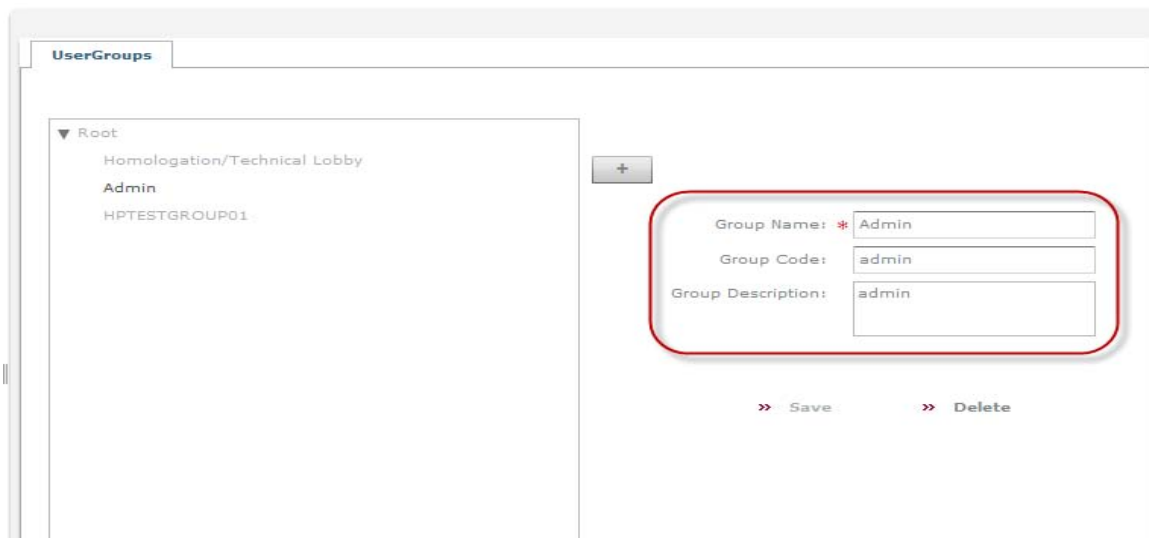 UserGroups
▼ Root
Homologation/Technical Lobby
Admin
HPTESTGROUP01
+
Group Name: * Admin
Group Code: admin
Group Description: admin
» Save » Delete